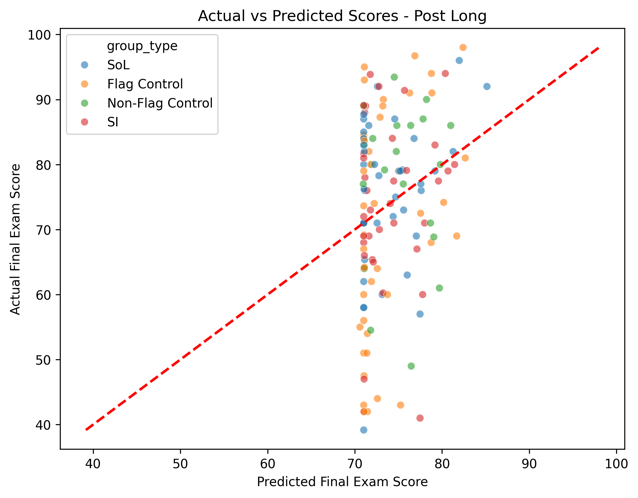 Actual vs Predicted Scores - Post Long
group_type
SoL
Flag Control
Non-Flag Control
SI
Actual Final Exam Score
100
90
80
70
60
50
40
40 50 60 70 80 90 100
Predicted Final Exam Score